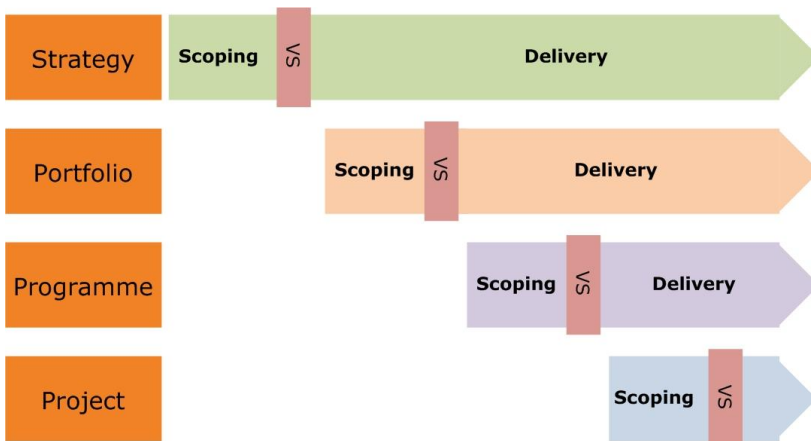 Strategy
Scoping
VS
Delivery
Portfolio
Scoping
VS
Delivery
Programme
Scoping
VS
Delivery
Project
Scoping
VS